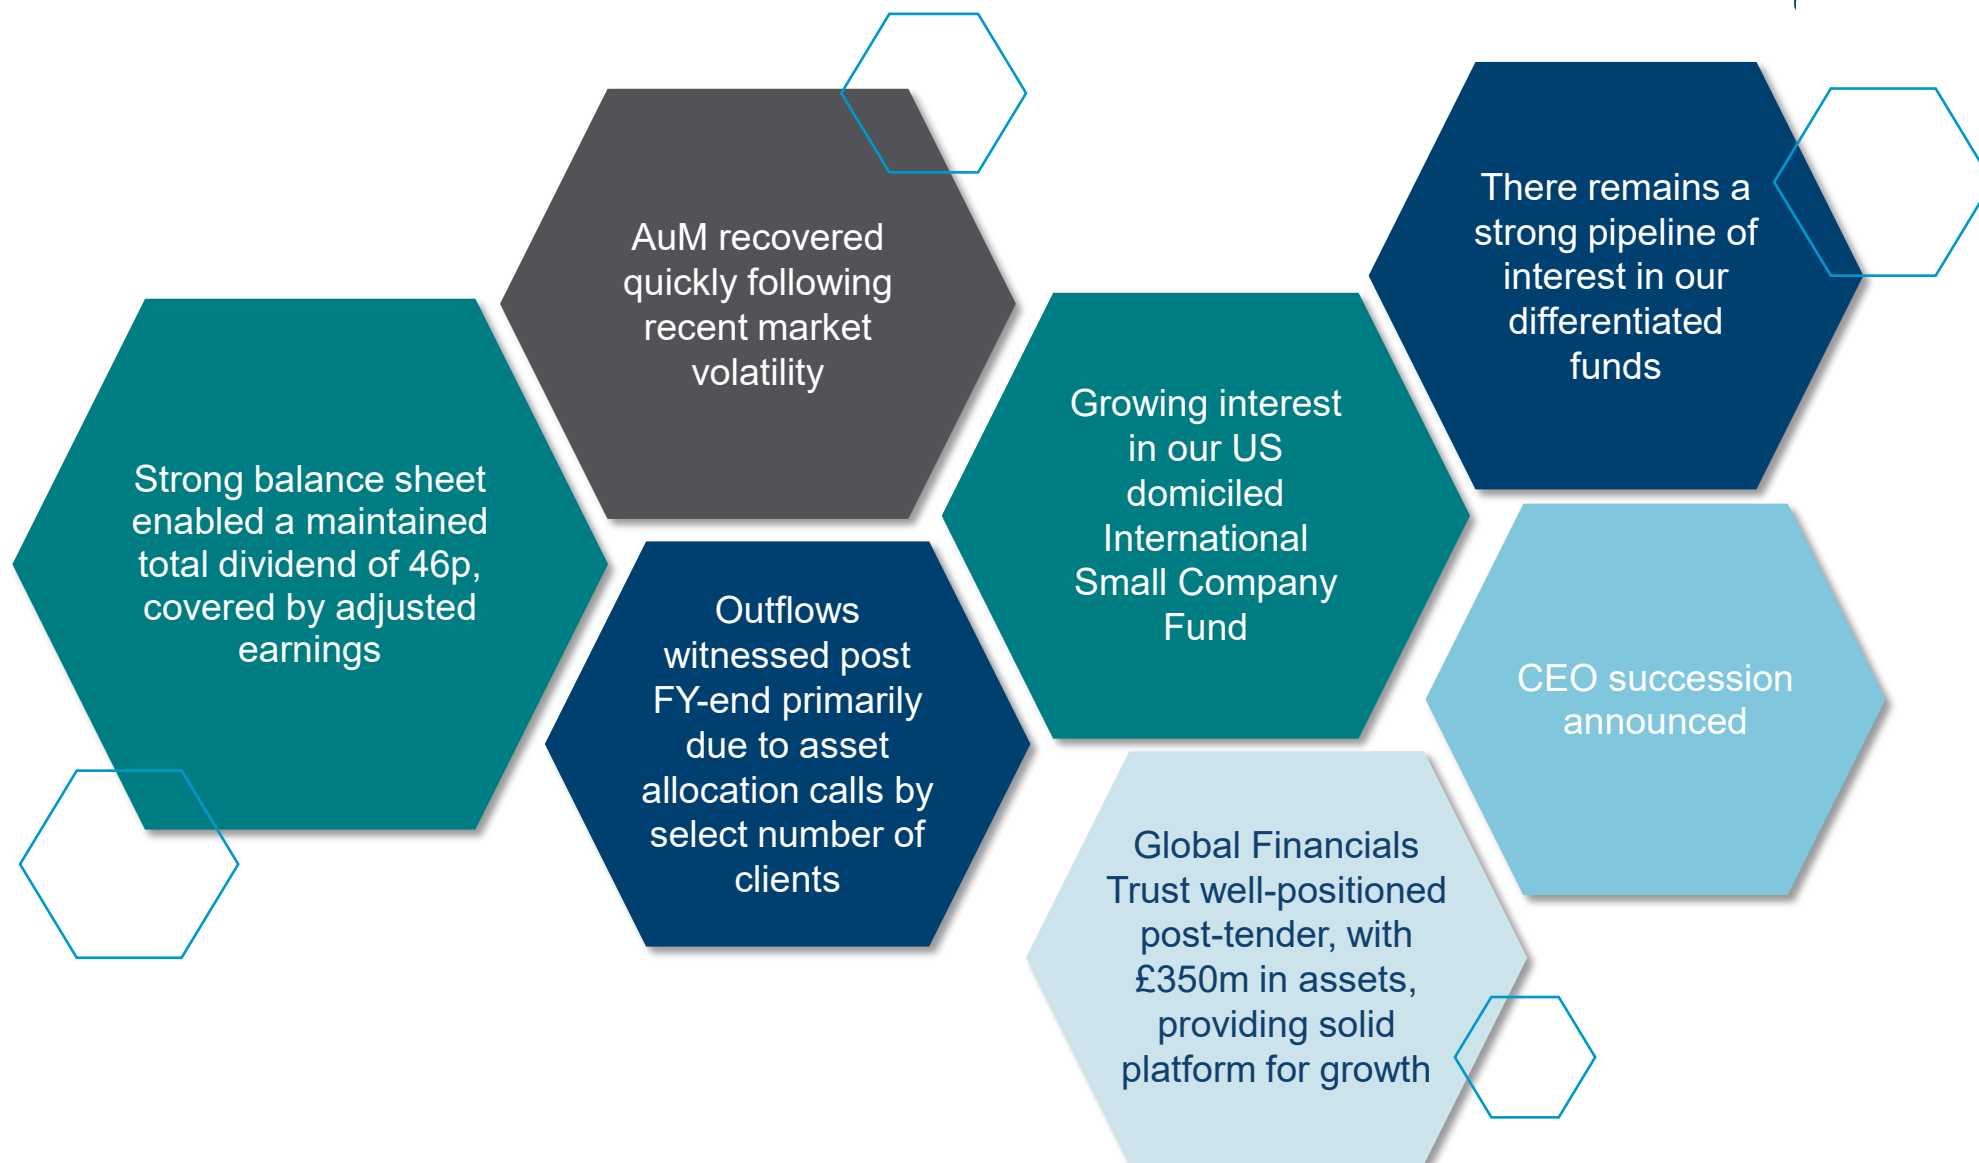 Strong balance sheet
enabled a maintained
total dividend of 46p,
covered by adjusted
earnings
AuM recovered
quickly following
recent market
volatility
Outflows
witnessed post
FY-end primarily
due to asset
allocation calls by
select number of
clients
Growing interest
in our US
domiciled
International
Small Company
Fund
There remains a
strong pipeline of
interest in our
differentiated
funds
CEO succession
announced
Global Financials
Trust well-positioned
post-tender, with
£350m in assets,
providing solid
platform for growth